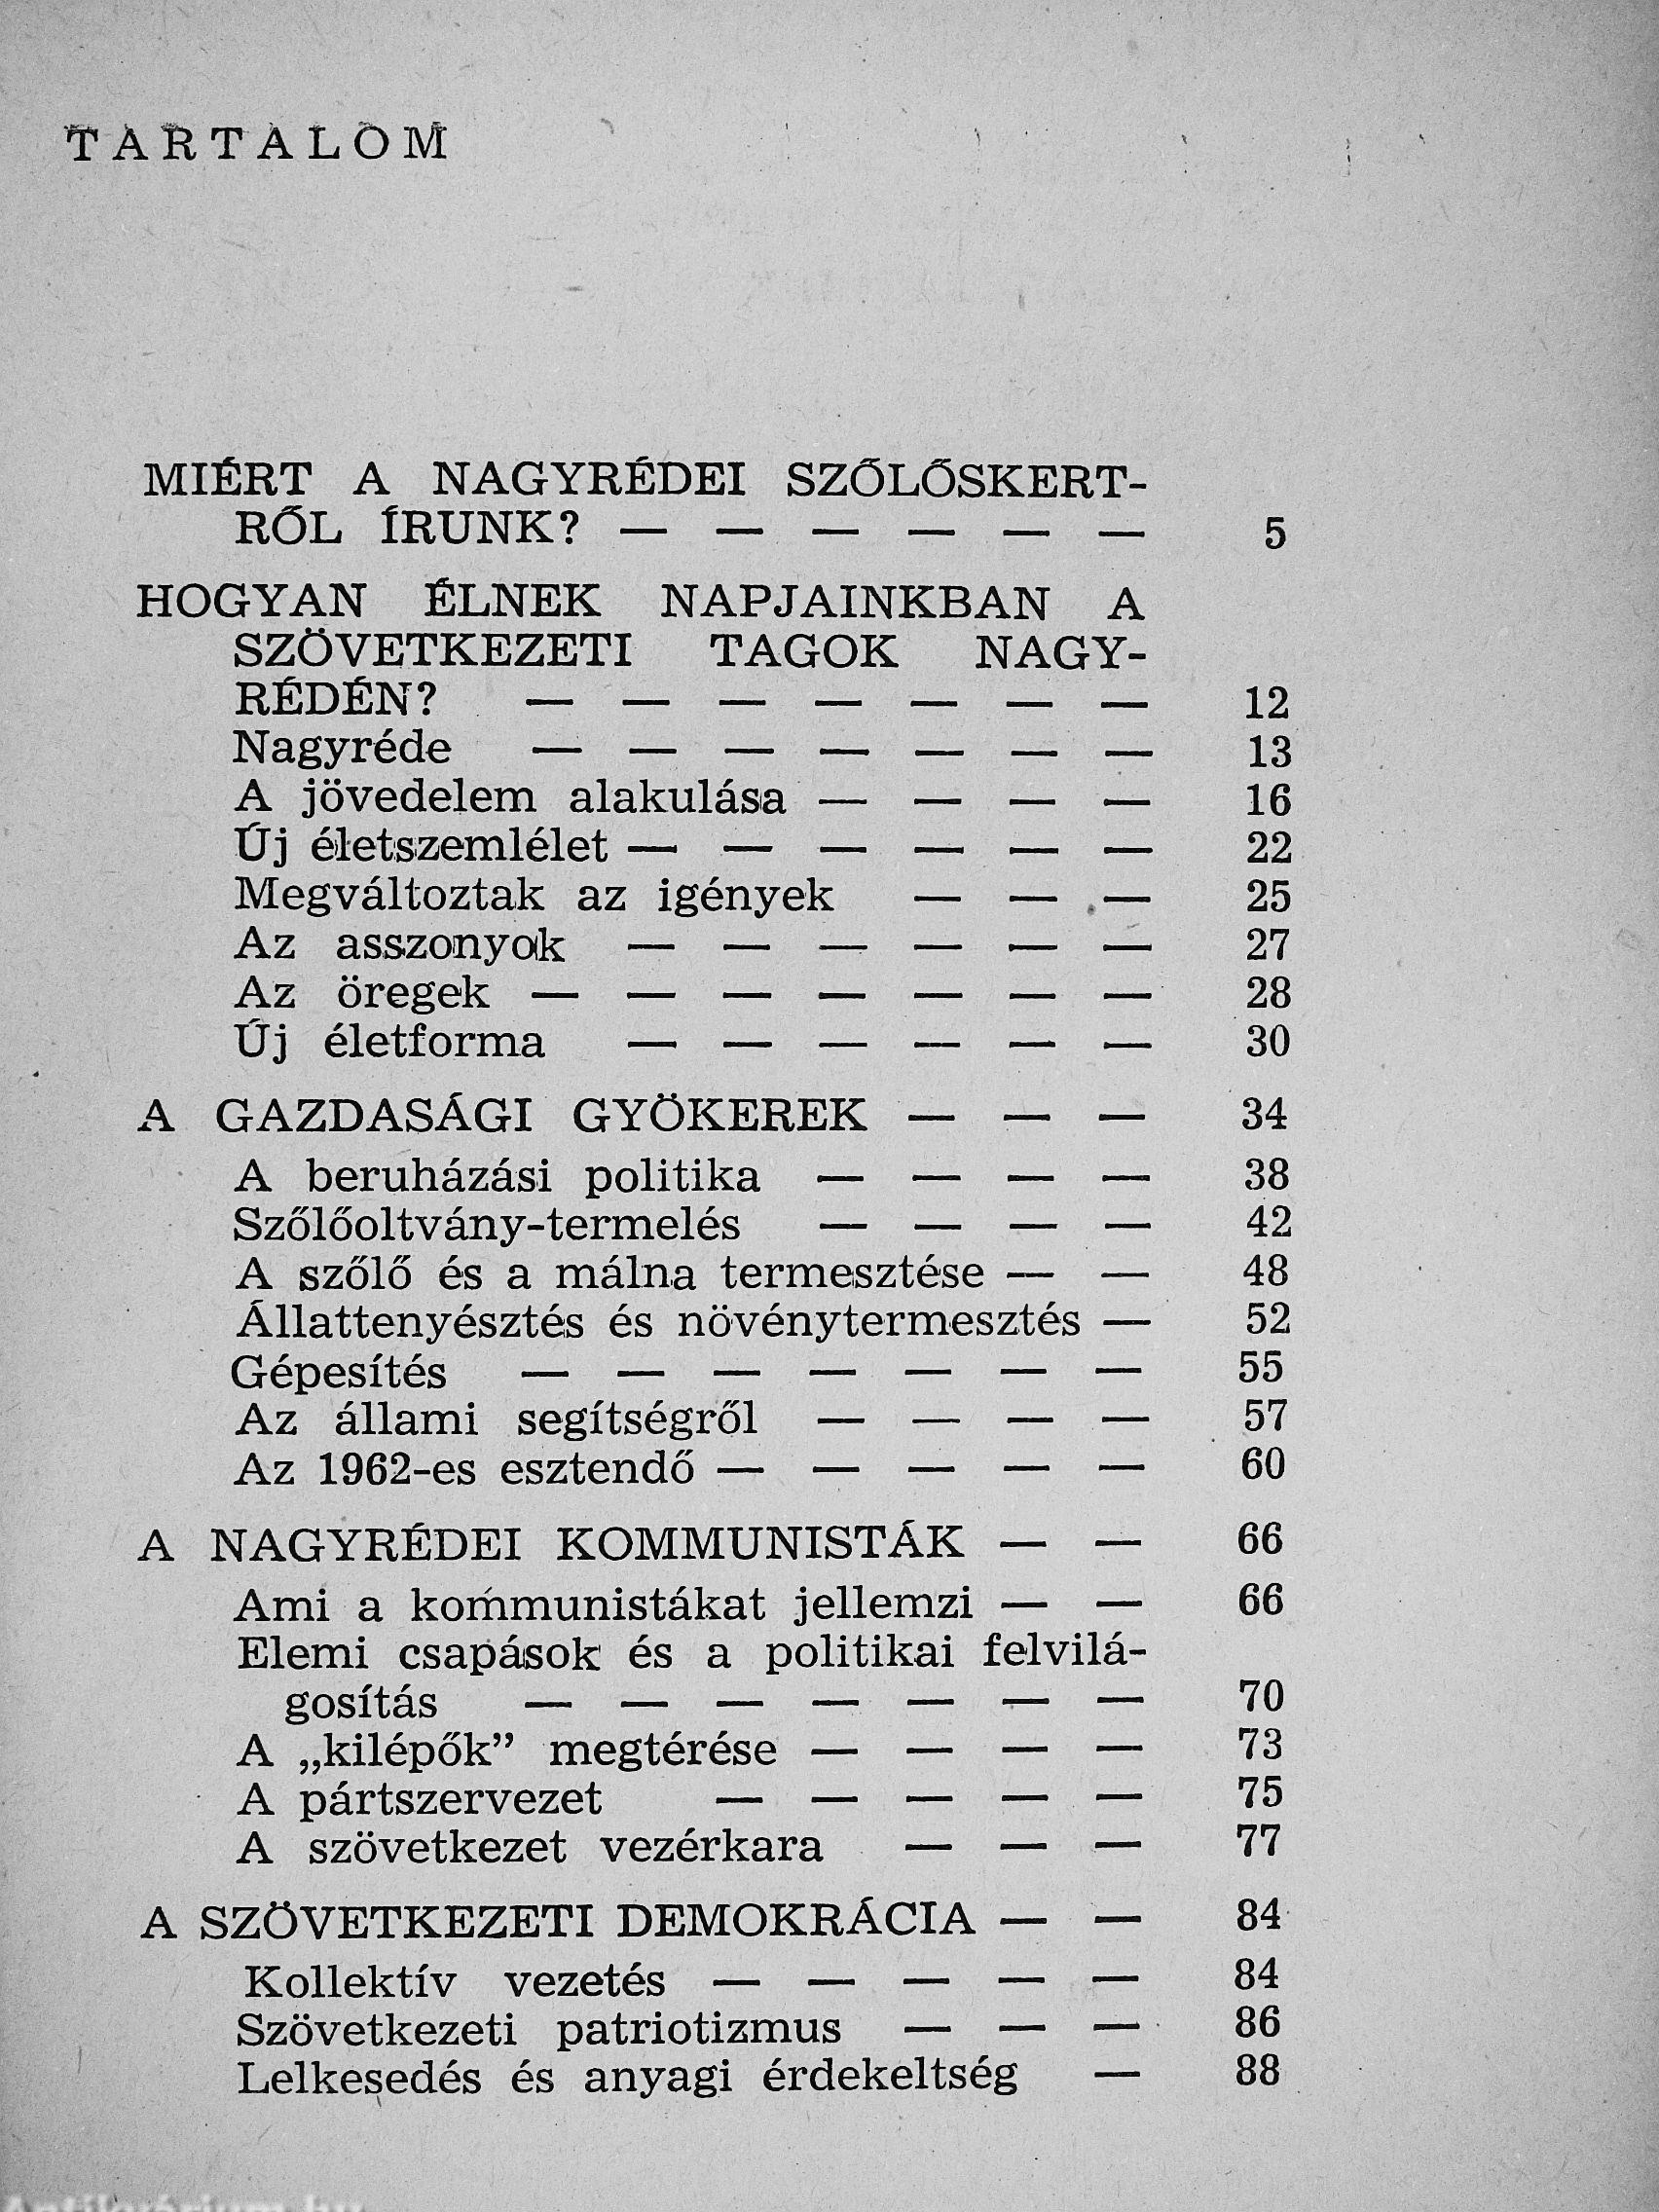 TARTALOM
MIÉRT A NAGYRÉDEI SZŐLŐSKERT-
RŐL ÍRUNK? — — — — — — 5
HOGYAN ÉLNEK NAPJAINKBAN A
SZÖVETKEZETI TAGOK NAGY-
RÉDÉN? — — — — — — — 12
Nagyréde — — — — — — — 13
A jövedelem alakulása — — — — 16
Új életszemlélet — — — — — — 22
Megváltoztak az igények — — — 25
Az asszonyok — — — — — — 27
Az öregek — — — — — — — 28
Új életforma — — — — — — 30
A GAZDASÁGI GYÖKEREK — — — 34
A beruházási politika — — — — 38
Szőlőoltvány-termelés — — — — 42
A szőlő és a málna termesztése — — 48
Állattenyésztés és növénytermesztés — 52
Gépesítés — — — — — — — 55
Az állami segítségről — — — — 57
Az 1962-es esztendő — — — — — 60
A NAGYRÉDEI KOMMUNISTÁK — — 66
Ami a kommunistákat jellemzi — — 66
Elemi csapások és a politikai felvilá-
gosítás — — — — — — — 70
A „kilépők” megtérése — — — — 73
A pártszervezet — — — — — 75
A szövetkezet vezérkara — — — 77
A SZÖVETKEZETI DEMOKRÁCIA — — 84
Kollektív vezetés — — — — — 84
Szövetkezeti patriotizmus — — — 86
Lelkesedés és anyagi érdekeltség — 88